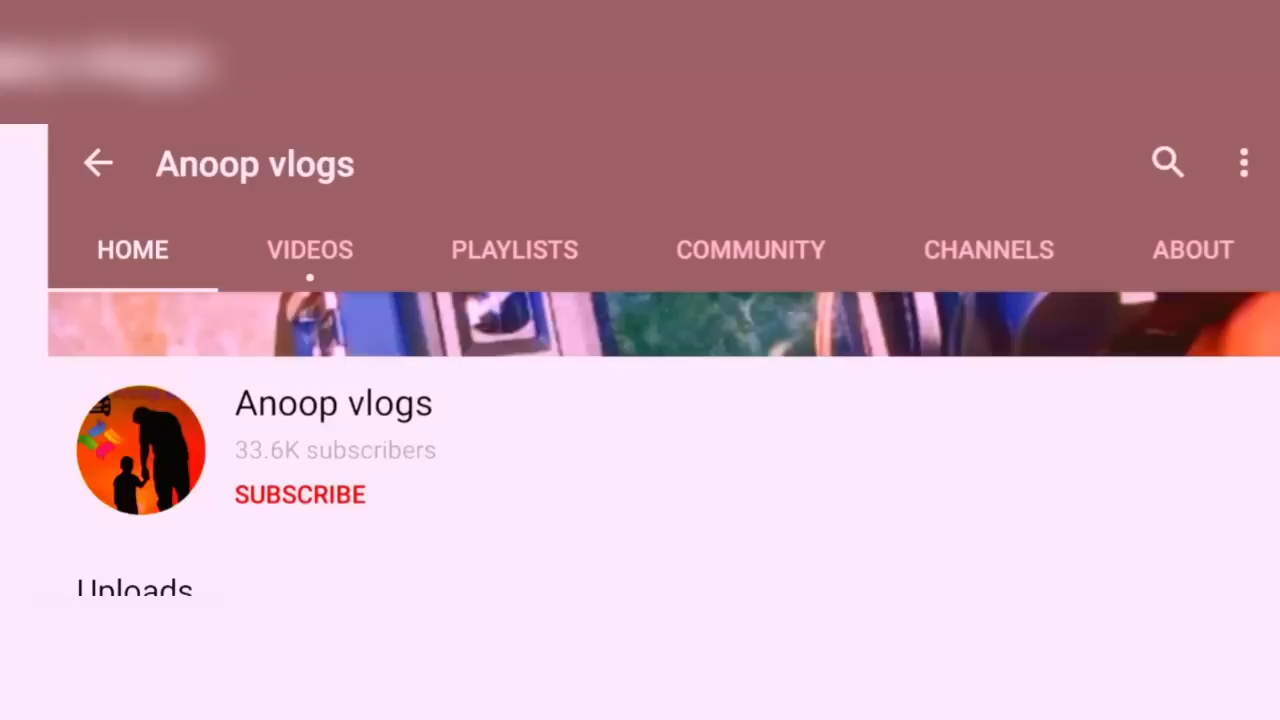 Anoop vlogs
HOME VIDEOS PLAYLISTS COMMUNITY CHANNELS ABOUT
Anoop vlogs
33.6K subscribers
SUBSCRIBE
Uploads